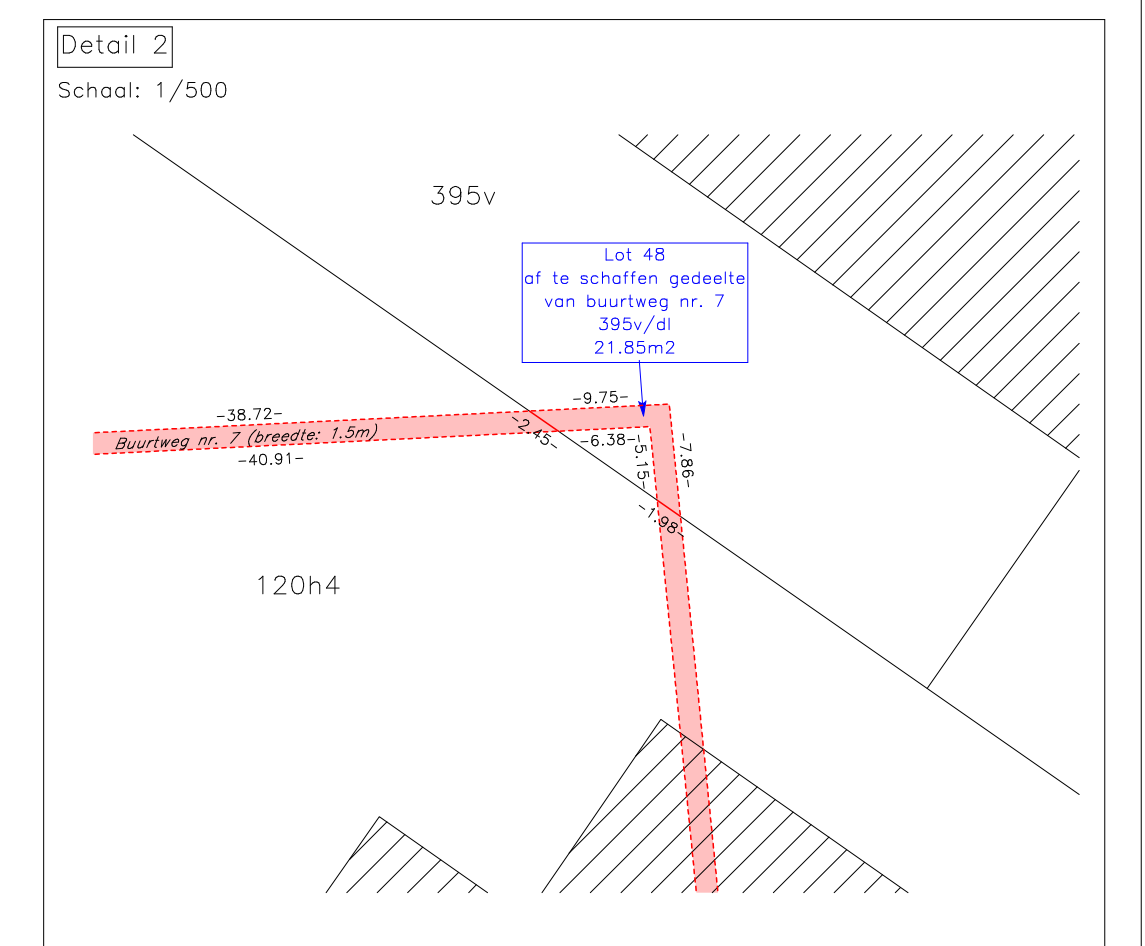 Detail 2
Schaal: 1/500
395v
Lot 48
af te schaffen gedeelte
van buurtweg nr. 7
395v/dl
21.85m2
-9.75-
-38.72-
Buurtweg nr. 7 (breedte: 1.5m)
-2.45-
-6.38-
-5.15-
-7.86-
-40.91-
-1.98-
120h4